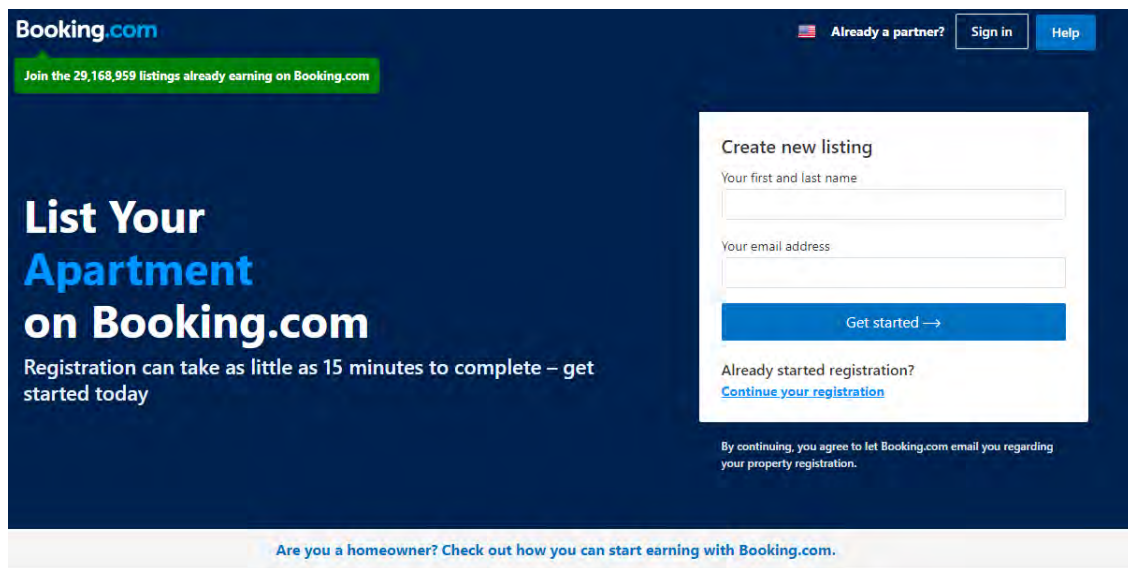 Booking.com
Already a partner?
Sign in
Help
Join the 29,168,959 listings already earning on Booking.com
List Your
Apartment
on Booking.com
Registration can take as little as 15 minutes to complete – get
started today
Create new listing
Your first and last name
Your email address
Get started →
Already started registration?
Continue your registration
By continuing, you agree to let Booking.com email you regarding
your property registration.
Are you a homeowner? Check out how you can start earning with Booking.com.